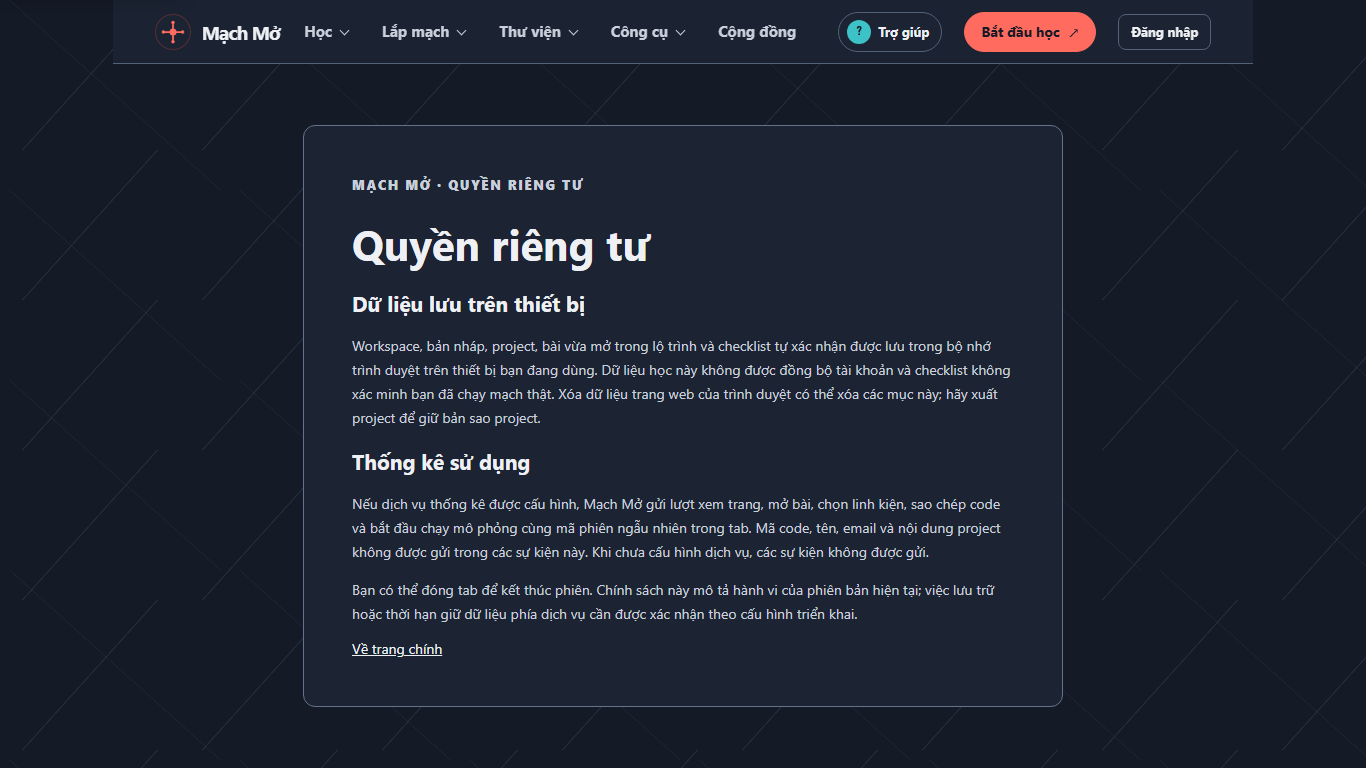 Mạch Mở
Học
Lắp mạch
Thư viện
Công cụ
Cộng đồng
? Trợ giúp
Bắt đầu học ↗
Đăng nhập
MẠCH MỞ · QUYỀN RIÊNG TƯ
Quyền riêng tư
Dữ liệu lưu trên thiết bị
Workspace, bản nháp, project, bài vừa mở trong lộ trình và checklist tự xác nhận được lưu trong bộ nhớ
trình duyệt trên thiết bị bạn đang dùng. Dữ liệu học này không được đồng bộ tài khoản và checklist không
xác minh bạn đã chạy mạch thật. Xóa dữ liệu trang web của trình duyệt có thể xóa các mục này; hãy xuất
project để giữ bản sao project.
Thống kê sử dụng
Nếu dịch vụ thống kê được cấu hình, Mạch Mở gửi lượt xem trang, mở bài, chọn linh kiện, sao chép code
và bắt đầu chạy mô phỏng cùng mã phiên ngẫu nhiên trong tab. Mã code, tên, email và nội dung project
không được gửi trong các sự kiện này. Khi chưa cấu hình dịch vụ, các sự kiện không được gửi.
Bạn có thể đóng tab để kết thúc phiên. Chính sách này mô tả hành vi của phiên bản hiện tại; việc lưu trữ
hoặc thời hạn giữ dữ liệu phía dịch vụ cần được xác nhận theo cấu hình triển khai.
Về trang chính